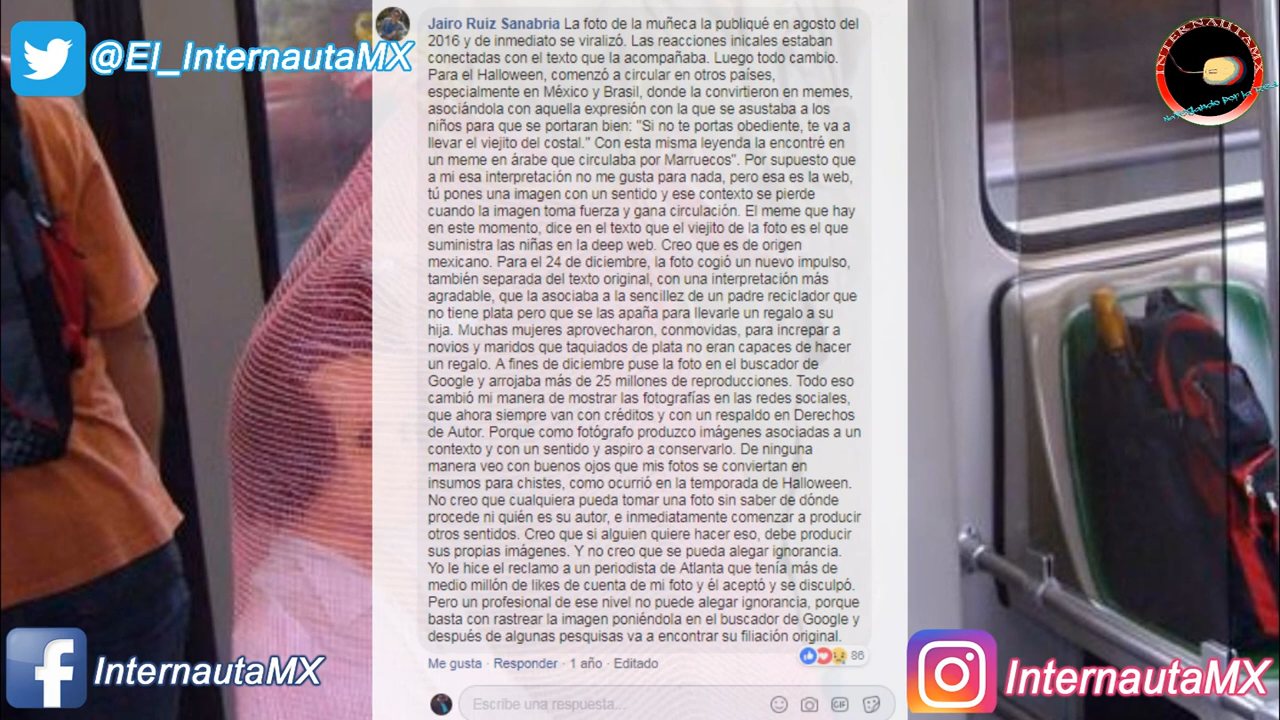 @El_InternautaMX
Jairo Ruiz Sanabria La foto de la muñeca la publiqué en agosto del
2016 y de inmediato se viralizó. Las reacciones inicales estaban
conectadas con el texto que la acompañaba. Luego todo cambió.
Para el Halloween, comenzó a circular en otros países,
especialmente en México y Brasil, donde la convirtieron en memes,
asociándola con aquella expresión con la que se asustaba a los
niños para que se portaran bien: "Si no te portas obediente, te va a
llevar el viejito del costal." Con esta misma leyenda la encontré en
un meme en árabe que circulaba por Marruecos". Por supuesto que
a mi esa interpretación no me gusta para nada, pero esa es la web,
tú pones una imagen con un sentido y ese contexto se pierde
cuando la imagen toma fuerza y gana circulación. El meme que hay
en este momento, dice en el texto que el viejito de la foto es el que
suministra las niñas en la deep web. Creo que es de origen
mexicano. Para el 24 de diciembre, la foto cogió un nuevo impulso,
también separada del texto original, con una interpretación más
agradable, que la asociaba a la sencillez de un padre reciclador que
no tiene plata pero que se las apaña para llevarle un regalo a su
hija. Muchas mujeres aprovecharon, conmovidas, para increpar a
novios y maridos que taquiados de plata no eran capaces de hacer
un regalo. A fines de diciembre puse la foto en el buscador de
Google y arrojaba más de 25 millones de reproducciones. Todo eso
cambió mi manera de mostrar las fotografías en las redes sociales,
que ahora siempre van con créditos y con un respaldo en Derechos
de Autor. Porque como fotógrafo produzco imágenes asociadas a un
contexto y con un sentido y aspiro a conservarlo. De ninguna
manera veo con buenos ojos que mis fotos se conviertan en
insumos para chistes, como ocurrió en la temporada de Halloween.
No creo que cualquiera pueda tomar una foto sin saber de dónde
procede ni quién es su autor, e inmediatamente comenzar a producir
otros sentidos. Creo que si alguien quiere hacer eso, debe producir
sus propias imágenes. Y no creo que se pueda alegar ignorancia.
Yo le hice el reclamo a un periodista de Atlanta que tenía más de
medio millón de likes de cuenta de mi foto y él aceptó y se disculpó.
Pero un profesional de ese nivel no puede alegar ignorancia, porque
basta con rastrear la imagen poniéndola en el buscador de Google y
después de algunas pesquisas va a encontrar su filiación original.
Me gusta · Responder · 1 año · Editado
86
Escribe una respuesta...
GIF
INTERNAUTAMX
Navegando por la Red
InternautaMX
InternautaMX